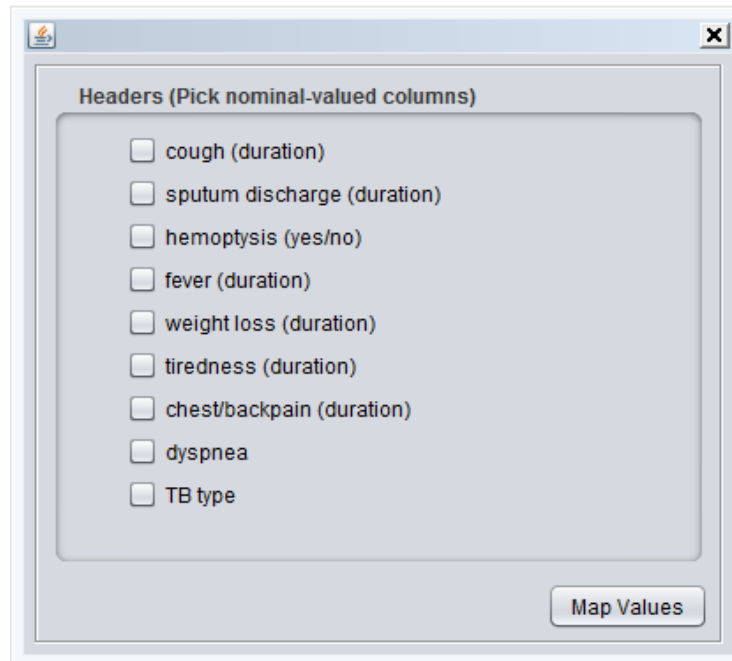 Headers (Pick nominal-valued columns)
cough (duration)
sputum discharge (duration)
hemoptysis (yes/no)
fever (duration)
weight loss (duration)
tiredness (duration)
chest/backpain (duration)
dyspnea
TB type
Map Values